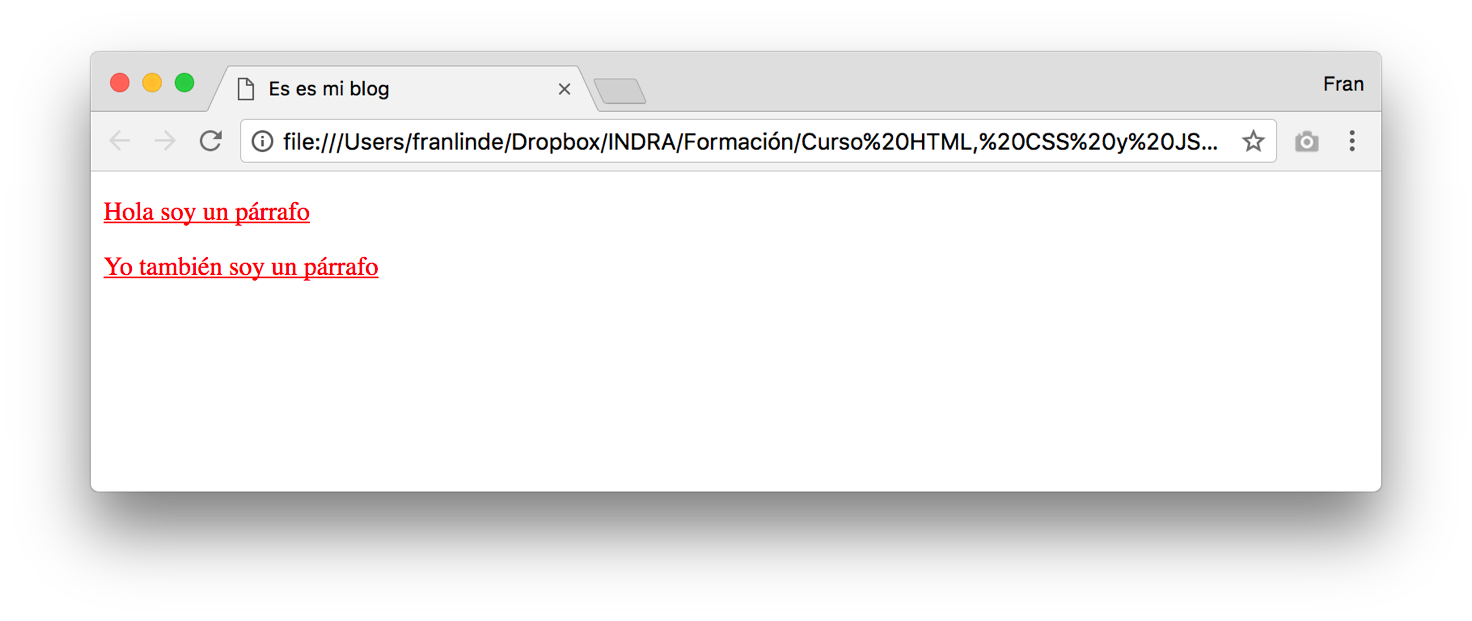 Es es mi blog
Fran
file:///Users/franlinde/Dropbox/INDRA/Formación/Curso%20HTML,%20CSS%20y%20JS...
Hola soy un párrafo
Yo también soy un párrafo